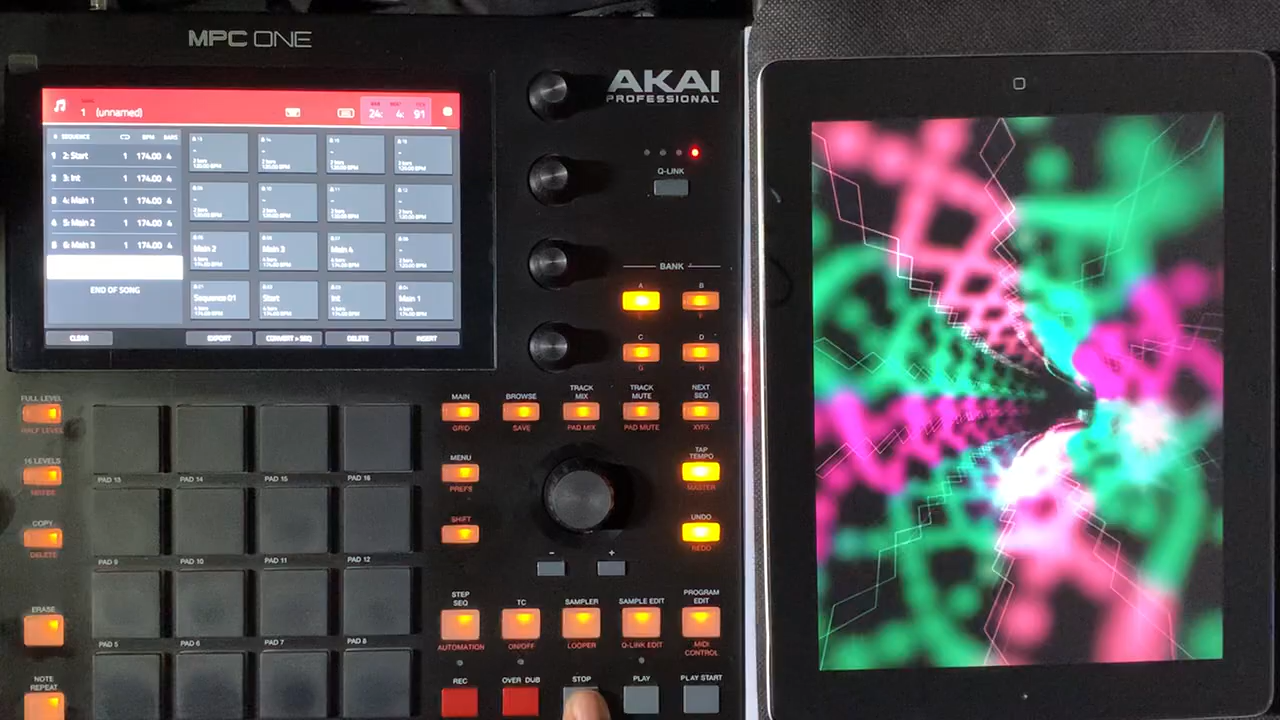 MPC ONE
AKAI
PROFESSIONAL
1 (unnamed)
24: 4: 91
# SEQUENCE BPM BARS
1 2: Start 1 174.00 4
2 3: Int 1 174.00 4
3 4: Main 1 1 174.00 4
4 5: Main 2 1 174.00 4
5 6: Main 3 1 174.00 4
END OF SONG
Main 2
Main 3
Main 4
Sequence 01
Start
Int
Main 1
CLEAR
EXPORT
CONVERT > SEQ
DELETE
INSERT
Q-LINK
BANK
A
B
C
D
G
H
FULL LEVEL
HALF LEVEL
16 LEVELS
COPY
DELETE
ERASE
NOTE
REPEAT
PAD 13
PAD 14
PAD 15
PAD 16
PAD 9
PAD 10
PAD 11
PAD 12
PAD 5
PAD 6
PAD 7
PAD 8
MAIN
GRID
BROWSE
SAVE
TRACK
MIX
PAD MIX
TRACK
MUTE
PAD MUTE
NEXT
SEQ
XYFX
MENU
PREFS
TAP
TEMPO
MASTER
SHIFT
UNDO
REDO
−
+
STEP
SEQ
AUTOMATION
TC
ON/OFF
SAMPLER
LOOPER
SAMPLE EDIT
Q-LINK EDIT
PROGRAM
EDIT
MIDI
CONTROL
REC
OVER DUB
STOP
PLAY
PLAY START